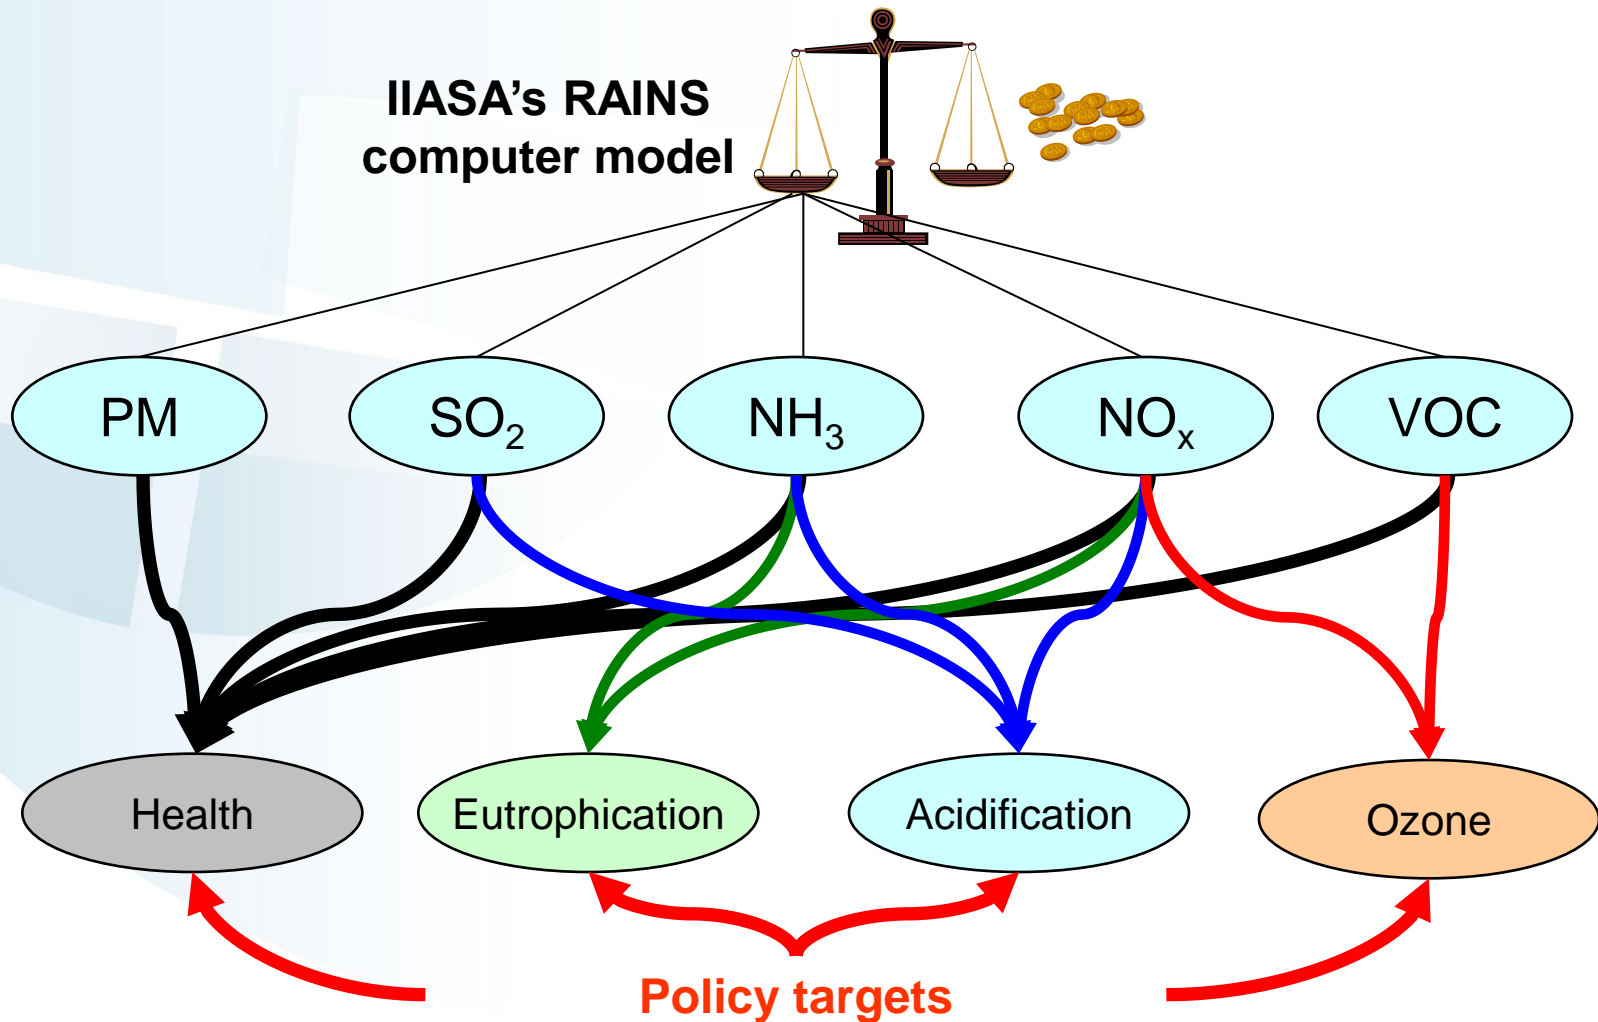 IIASA’s RAINS
computer model
PM
SO₂
NH₃
NOₓ
VOC
Health
Eutrophication
Acidification
Ozone
Policy targets